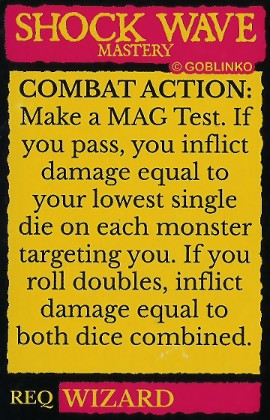 SHOCK WAVE
MASTERY
© GOBLINKO
COMBAT ACTION:
Make a MAG Test. If
you pass, you inflict
damage equal to
your lowest single
die on each monster
targeting you. If you
roll doubles, inflict
damage equal to
both dice combined.
REQ WIZARD